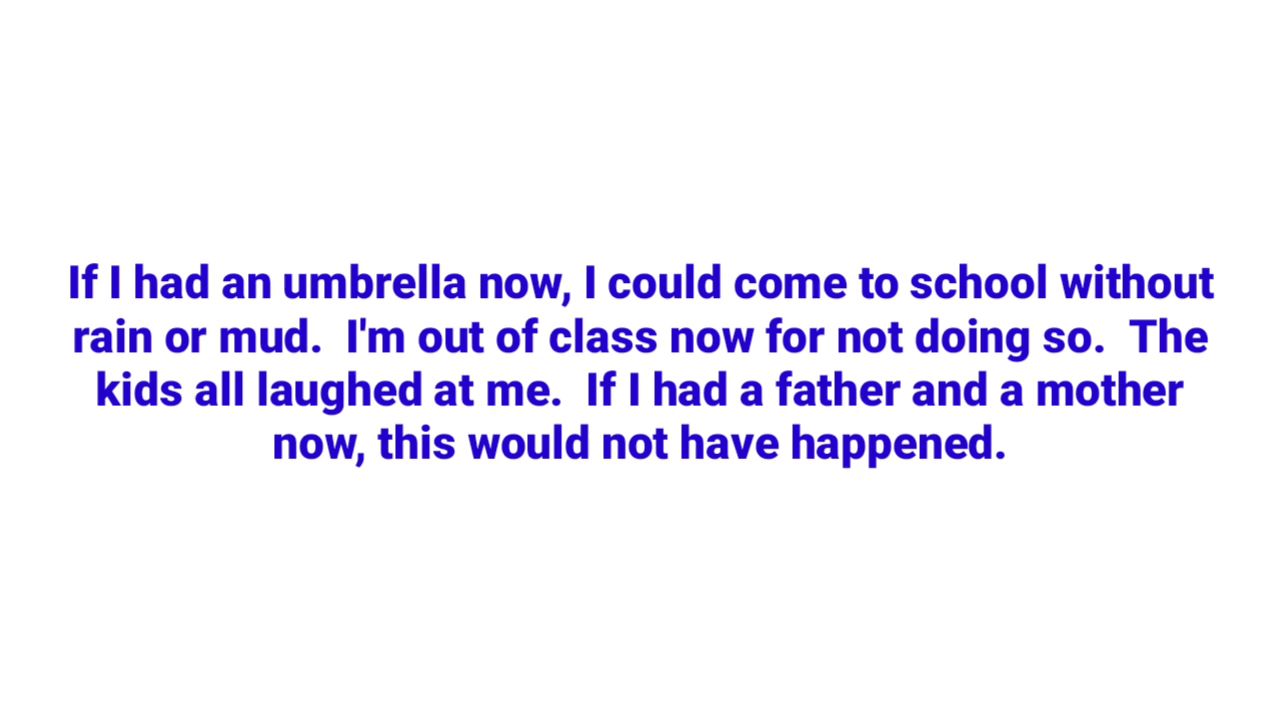 If I had an umbrella now, I could come to school without
rain or mud.  I'm out of class now for not doing so.  The
kids all laughed at me.  If I had a father and a mother
now, this would not have happened.